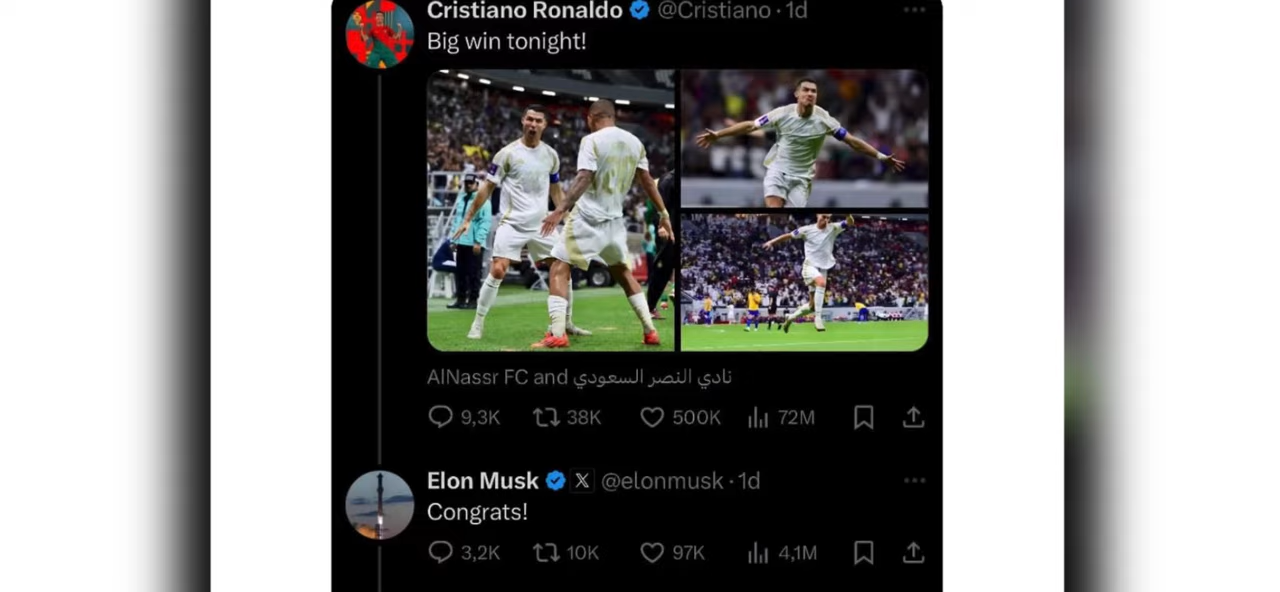 Cristiano Ronaldo @Cristiano · 1d
Big win tonight!
AlNassr FC and نادي النصر السعودي
9,3K 38K 500K 72M
Elon Musk X @elonmusk · 1d
Congrats!
3,2K 10K 97K 4,1M